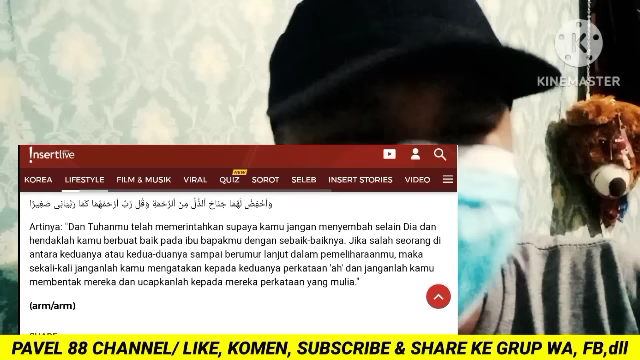 KINEMASTER
insertlive
KOREA LIFESTYLE FILM & MUSIK VIRAL QUIZ NEW SOROT SELEB INSERT STORIES VIDEO
وَاخْفِضْ لَهُمَا جَنَاحَ الذُّلِّ مِنَ الرَّحْمَةِ وَقُل رَّبِّ ارْحَمْهُمَا كَمَا رَبَّيَانِي صَغِيرًا
Artinya: "Dan Tuhanmu telah memerintahkan supaya kamu jangan menyembah selain Dia dan
hendaklah kamu berbuat baik pada ibu bapakmu dengan sebaik-baiknya. Jika salah seorang di
antara keduanya atau kedua-duanya sampai berumur lanjut dalam pemeliharaanmu, maka
sekali-kali janganlah kamu mengatakan kepada keduanya perkataan 'ah' dan janganlah kamu
membentak mereka dan ucapkanlah kepada mereka perkataan yang mulia."
(arm/arm)
PAVEL 88 CHANNEL/ LIKE, KOMEN, SUBSCRIBE & SHARE KE GRUP WA, FB,dll